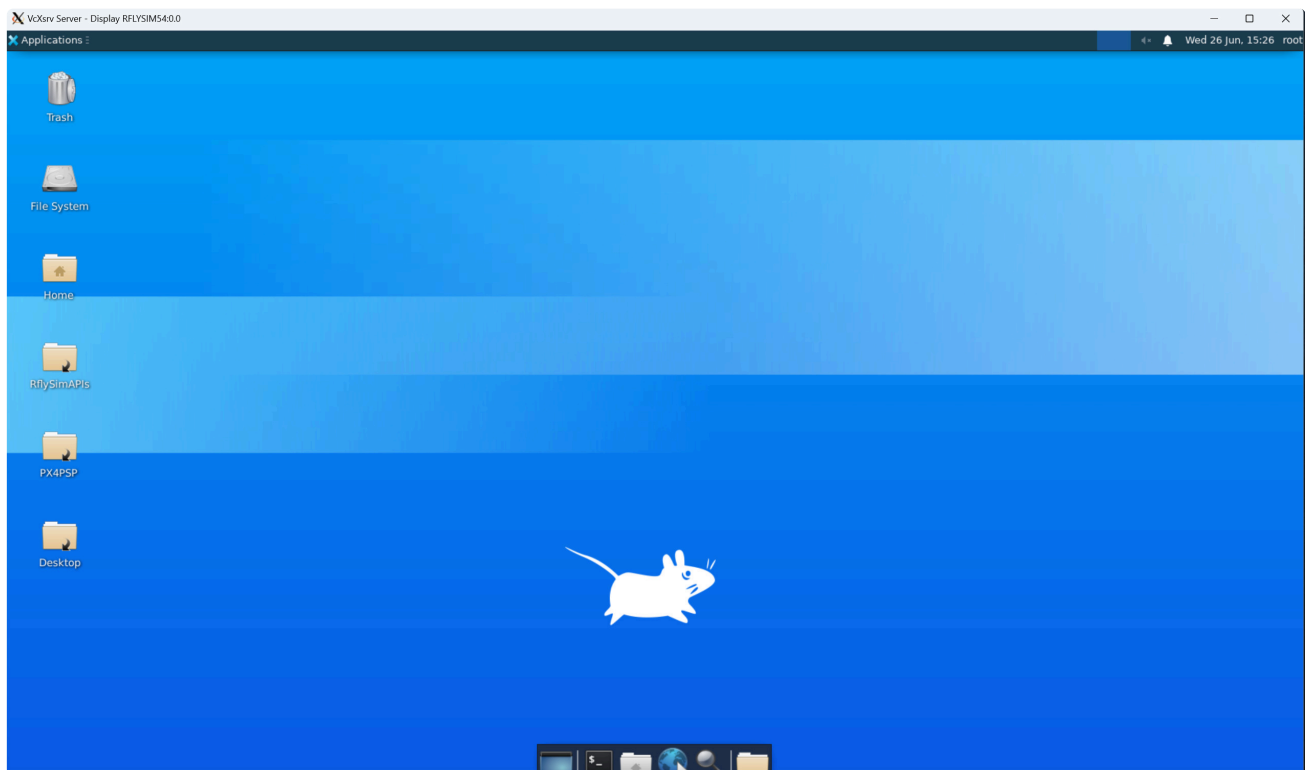 VcXsrv Server - Display RFLYSIM54:0.0
Applications
Wed 26 Jun, 15:26 root
Trash
File System
Home
RflySimAPIs
PX4PSP
Desktop
$_